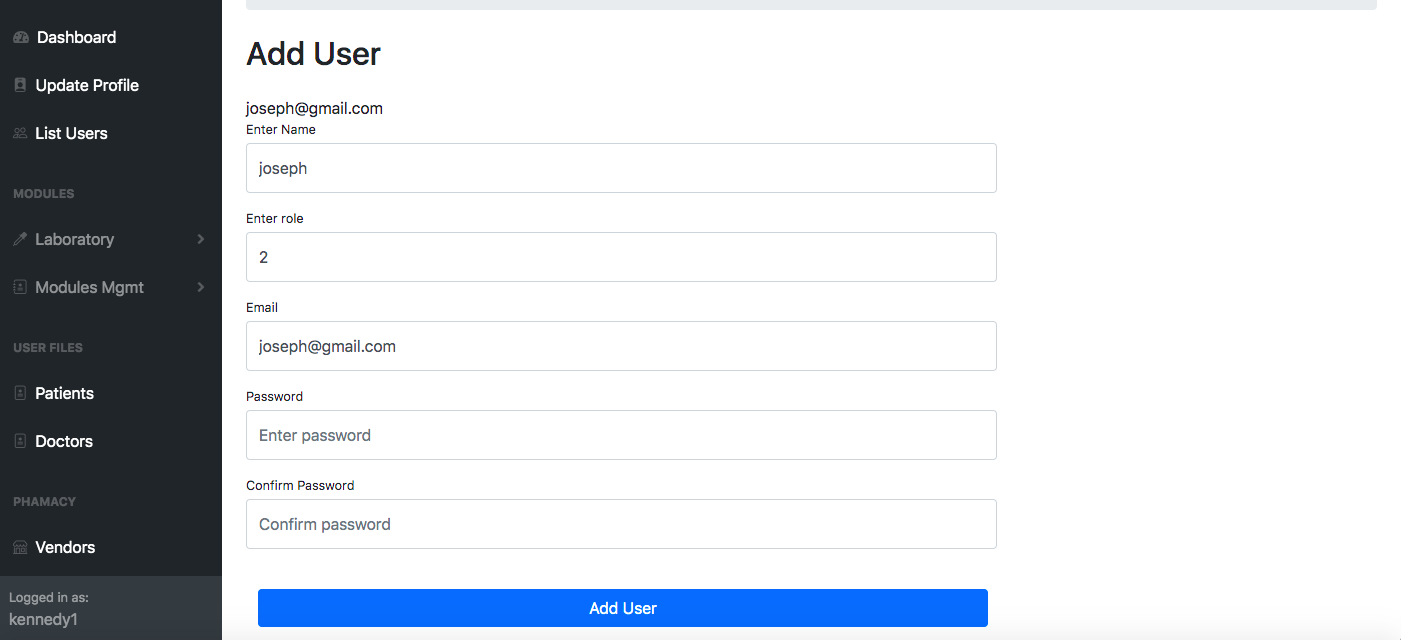 Dashboard
Update Profile
List Users
MODULES
Laboratory
Modules Mgmt
USER FILES
Patients
Doctors
PHAMACY
Vendors
Logged in as:
kennedy1
Add User
joseph@gmail.com
Enter Name
joseph
Enter role
2
Email
joseph@gmail.com
Password
Enter password
Confirm Password
Confirm password
Add User